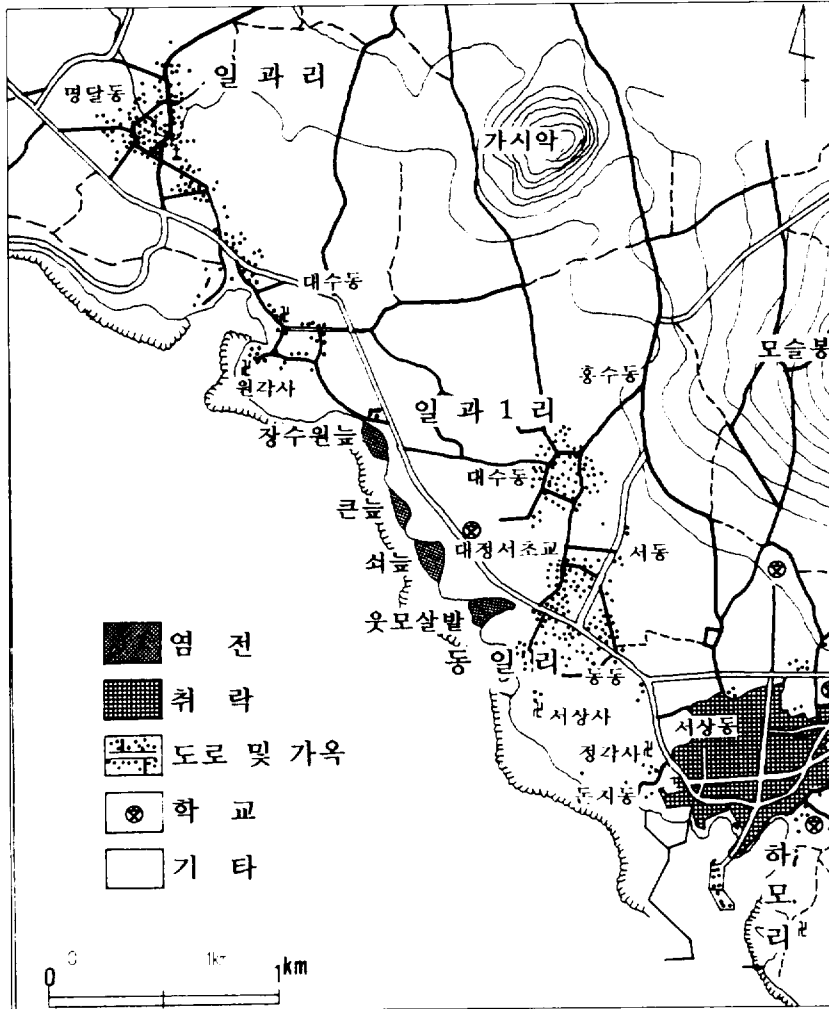 일 과 리
명달동
가시악
대수동
모슬봉
홍수동
원각사
일 과 1 리
장수원늪
대수동
큰늪
대정서초교
서동
쇠늪
웃모살밭
동 일 리
동동
서상사
서상동
정각사
하 모 리
염 전
취 락
도로 및 가옥
학 교
기 타
0 1km
0 1km